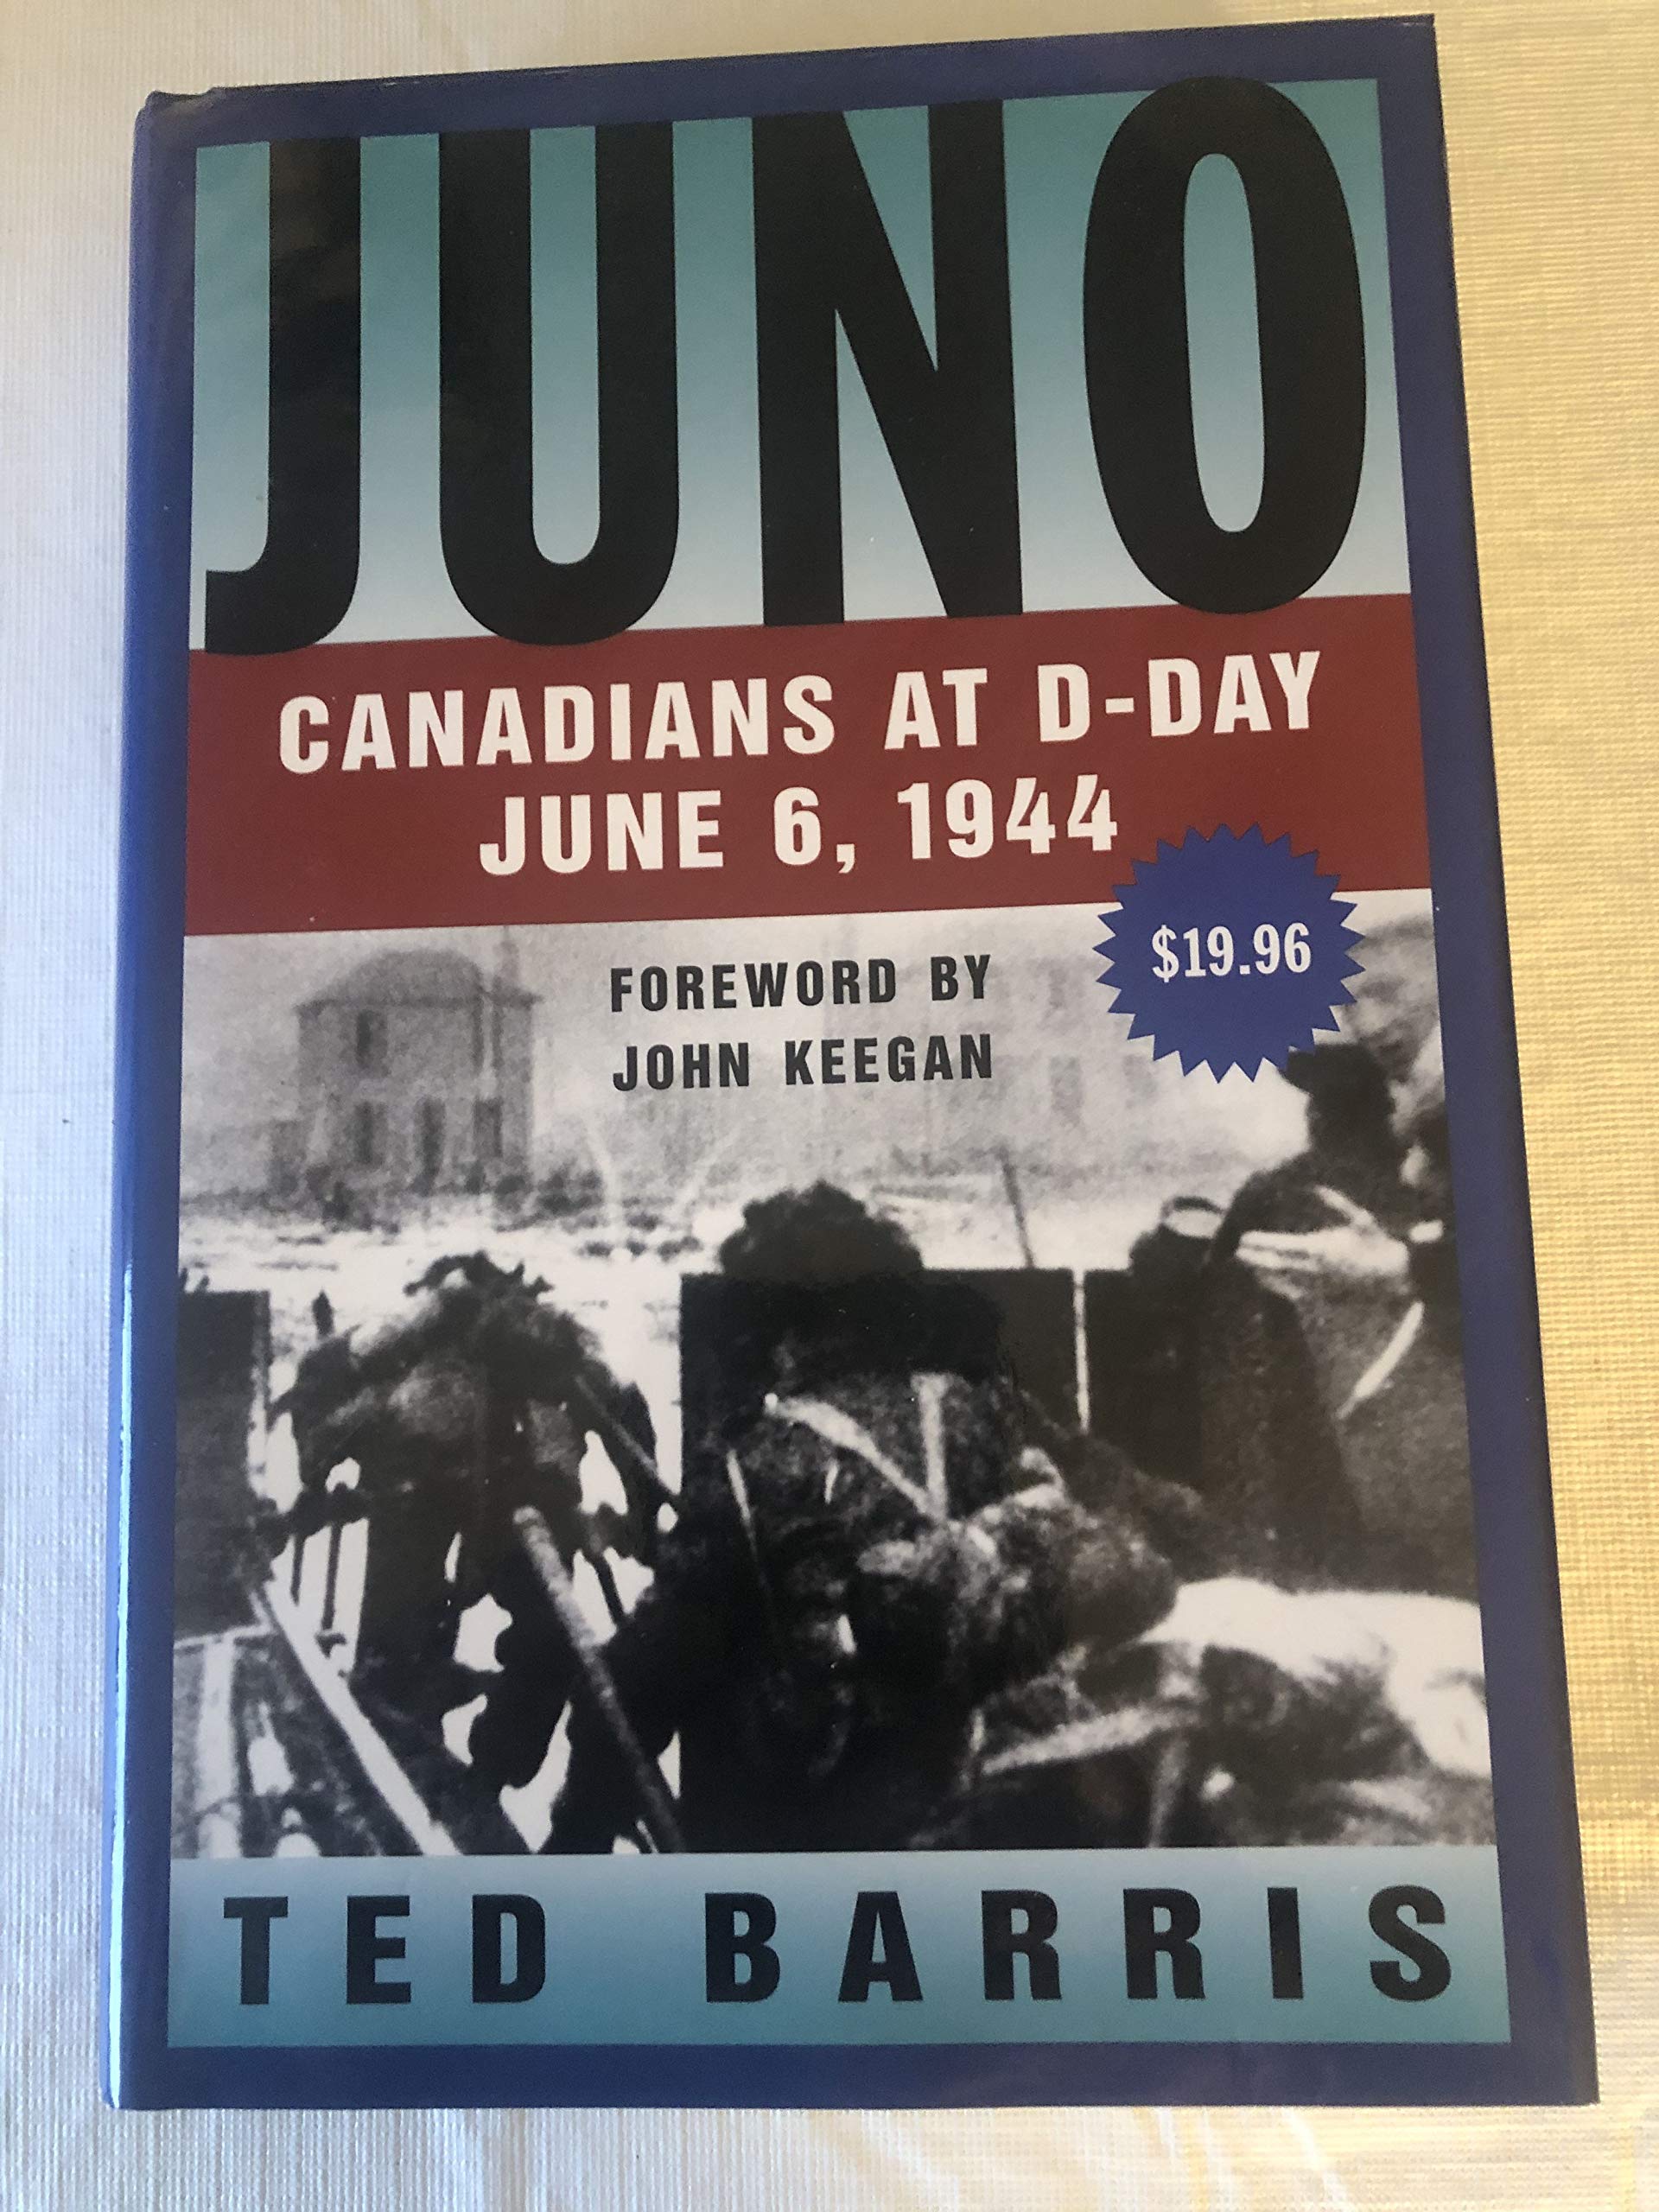 JUNO
CANADIANS AT D-DAY
JUNE 6, 1944
$19.96
FOREWORD BY
JOHN KEEGAN
TED BARRIS